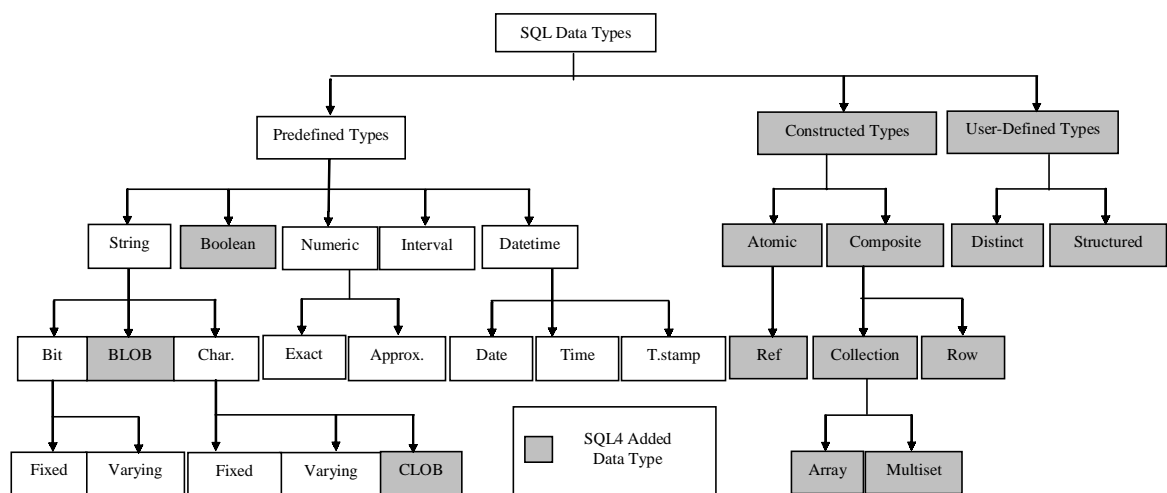 SQL Data Types
Predefined Types
Constructed Types
User-Defined Types
String
Boolean
Numeric
Interval
Datetime
Atomic
Composite
Distinct
Structured
Bit
BLOB
Char.
Exact
Approx.
Date
Time
T.stamp
Ref
Collection
Row
Fixed
Varying
Fixed
Varying
CLOB
SQL4 Added
Data Type
Array
Multiset